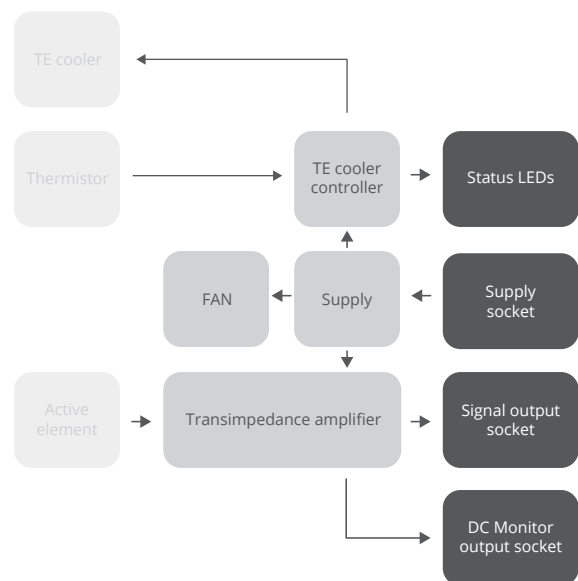 TE cooler
Thermistor
TE cooler
controller
Status LEDs
FAN
Supply
Supply
socket
Active
element
Transimpedance amplifier
Signal output
socket
DC Monitor
output socket